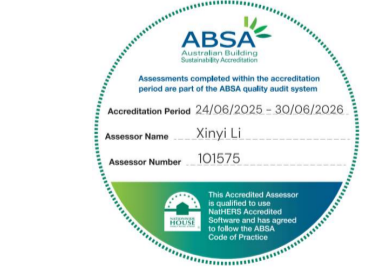 ABSA
Australian Building
Sustainability Accreditation
Assessments completed within the accreditation
period are part of the ABSA quality audit system
Accreditation Period 24/06/2025 - 30/06/2026
Assessor Name Xinyi Li
Assessor Number 101575
This Accredited Assessor
is qualified to use
NatHERS Accredited
Software and has agreed
to follow the ABSA
Code of Practice
HOUSE